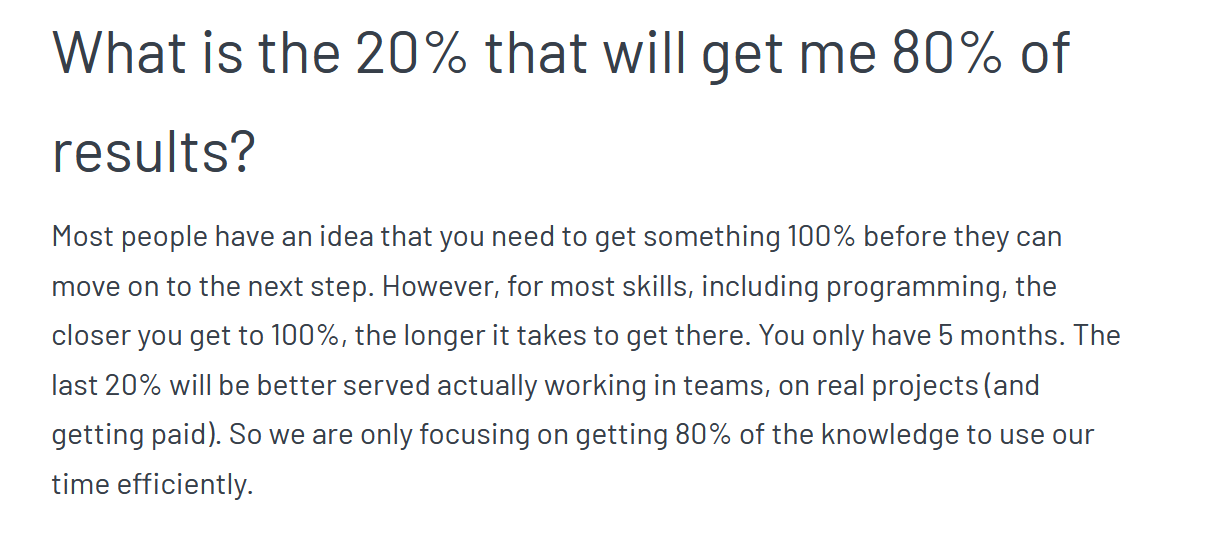 What is the 20% that will get me 80% of
results?
Most people have an idea that you need to get something 100% before they can
move on to the next step. However, for most skills, including programming, the
closer you get to 100%, the longer it takes to get there. You only have 5 months. The
last 20% will be better served actually working in teams, on real projects (and
getting paid). So we are only focusing on getting 80% of the knowledge to use our
time efficiently.